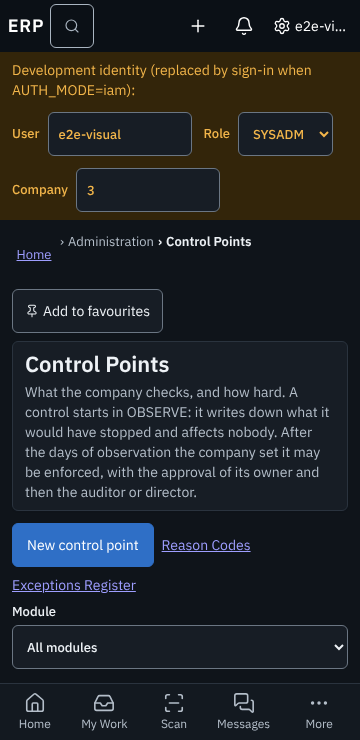 ERP
e2e-vi...
Development identity (replaced by sign-in when
AUTH_MODE=iam):
User e2e-visual Role SYSADM
Company 3
Home › Administration › Control Points
Add to favourites
Control Points
What the company checks, and how hard. A
control starts in OBSERVE: it writes down what it
would have stopped and affects nobody. After
the days of observation the company set it may
be enforced, with the approval of its owner and
then the auditor or director.
New control point Reason Codes
Exceptions Register
Module
All modules
Home My Work Scan Messages More